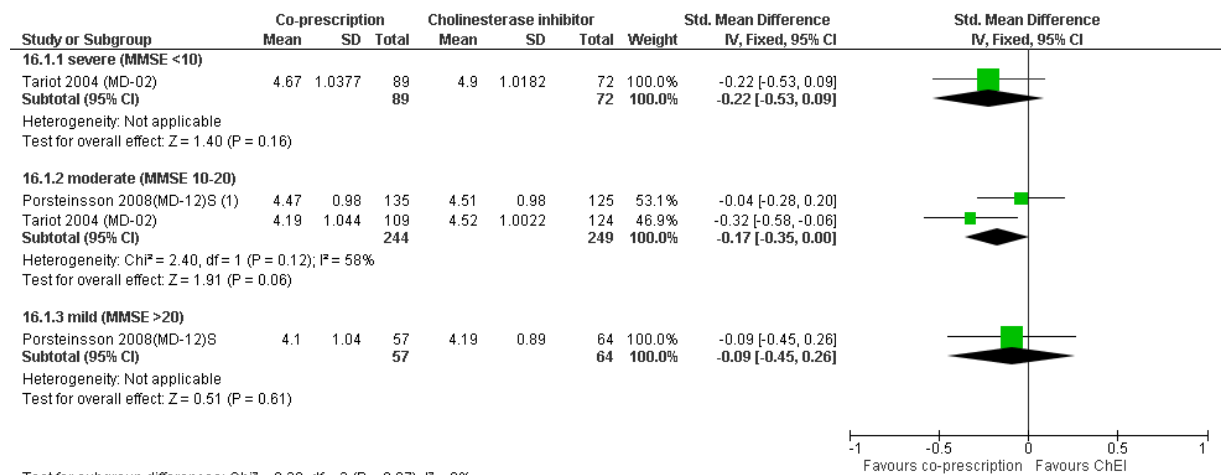 Co-prescription Cholinesterase inhibitor Std. Mean Difference Std. Mean Difference
Study or Subgroup Mean SD Total Mean SD Total Weight IV, Fixed, 95% CI IV, Fixed, 95% CI
16.1.1 severe (MMSE <10)
Tariot 2004 (MD-02) 4.67 1.0377 89 4.9 1.0182 72 100.0% -0.22 [-0.53, 0.09]
Subtotal (95% CI) 89 72 100.0% -0.22 [-0.53, 0.09]
Heterogeneity: Not applicable
Test for overall effect: Z = 1.40 (P = 0.16)
16.1.2 moderate (MMSE 10-20)
Porsteinsson 2008(MD-12)S (1) 4.47 0.98 135 4.51 0.98 125 53.1% -0.04 [-0.28, 0.20]
Tariot 2004 (MD-02) 4.19 1.044 109 4.52 1.0022 124 46.9% -0.32 [-0.58, -0.06]
Subtotal (95% CI) 244 249 100.0% -0.17 [-0.35, 0.00]
Heterogeneity: Chi² = 2.40, df = 1 (P = 0.12); I² = 58%
Test for overall effect: Z = 1.91 (P = 0.06)
16.1.3 mild (MMSE >20)
Porsteinsson 2008(MD-12)S 4.1 1.04 57 4.19 0.89 64 100.0% -0.09 [-0.45, 0.26]
Subtotal (95% CI) 57 64 100.0% -0.09 [-0.45, 0.26]
Heterogeneity: Not applicable
Test for overall effect: Z = 0.51 (P = 0.61)
-1 -0.5 0 0.5 1
Favours co-prescription Favours ChEI